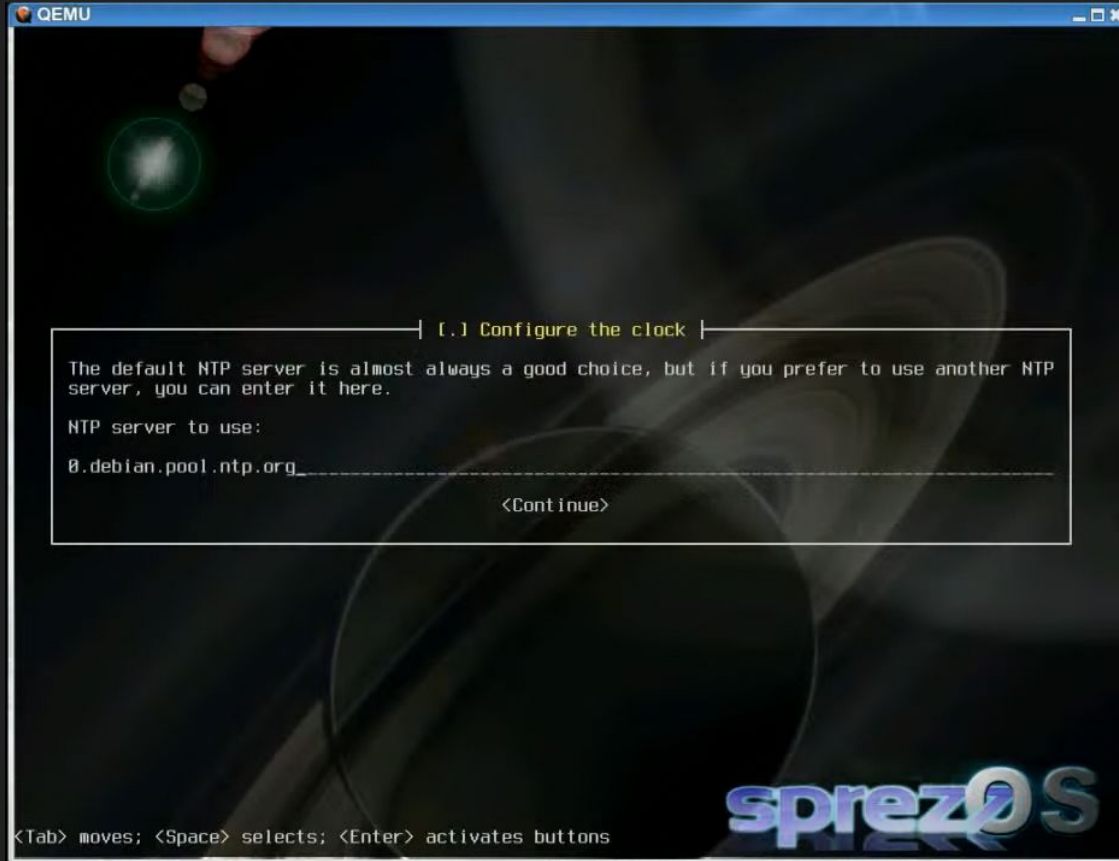 QEMU
[.] Configure the clock
The default NTP server is almost always a good choice, but if you prefer to use another NTP
server, you can enter it here.
NTP server to use:
0.debian.pool.ntp.org
<Continue>
sprezOS
<Tab> moves; <Space> selects; <Enter> activates buttons